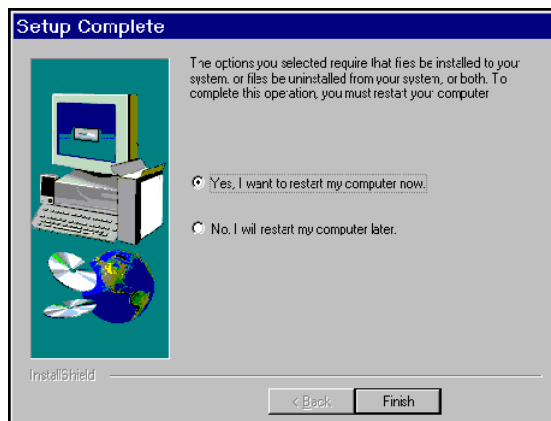 Setup Complete
The options you selected require that files be installed to your
system, or files be uninstalled from your system, or both. To
complete this operation, you must restart your computer
Yes, I want to restart my computer now.
No. I will restart my computer later.
InstallShield
< Back
Finish